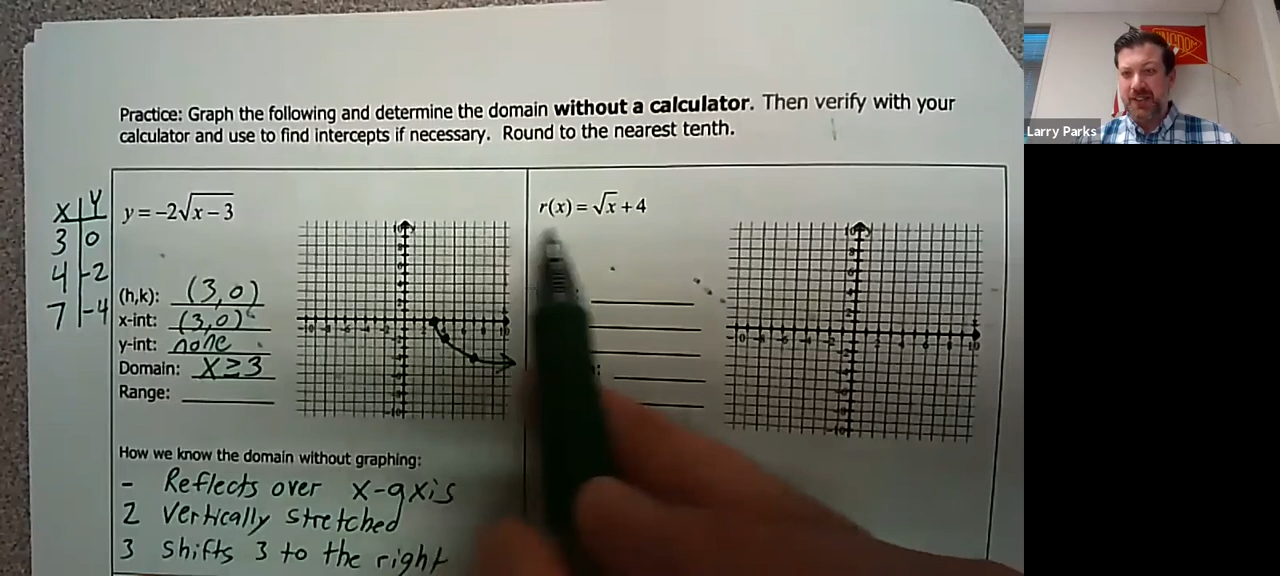 Practice: Graph the following and determine the domain without a calculator. Then verify with your
calculator and use to find intercepts if necessary. Round to the nearest tenth.
X | Y
3 | 0
4 | -2
7 | -4
y = -2√(x - 3)
(h,k): (3,0)
x-int: (3,0)
y-int: none
Domain: X ≥ 3
Range:
How we know the domain without graphing:
- Reflects over x-axis
2 Vertically stretched
3 shifts 3 to the right
r(x) = √x + 4
Larry Parks